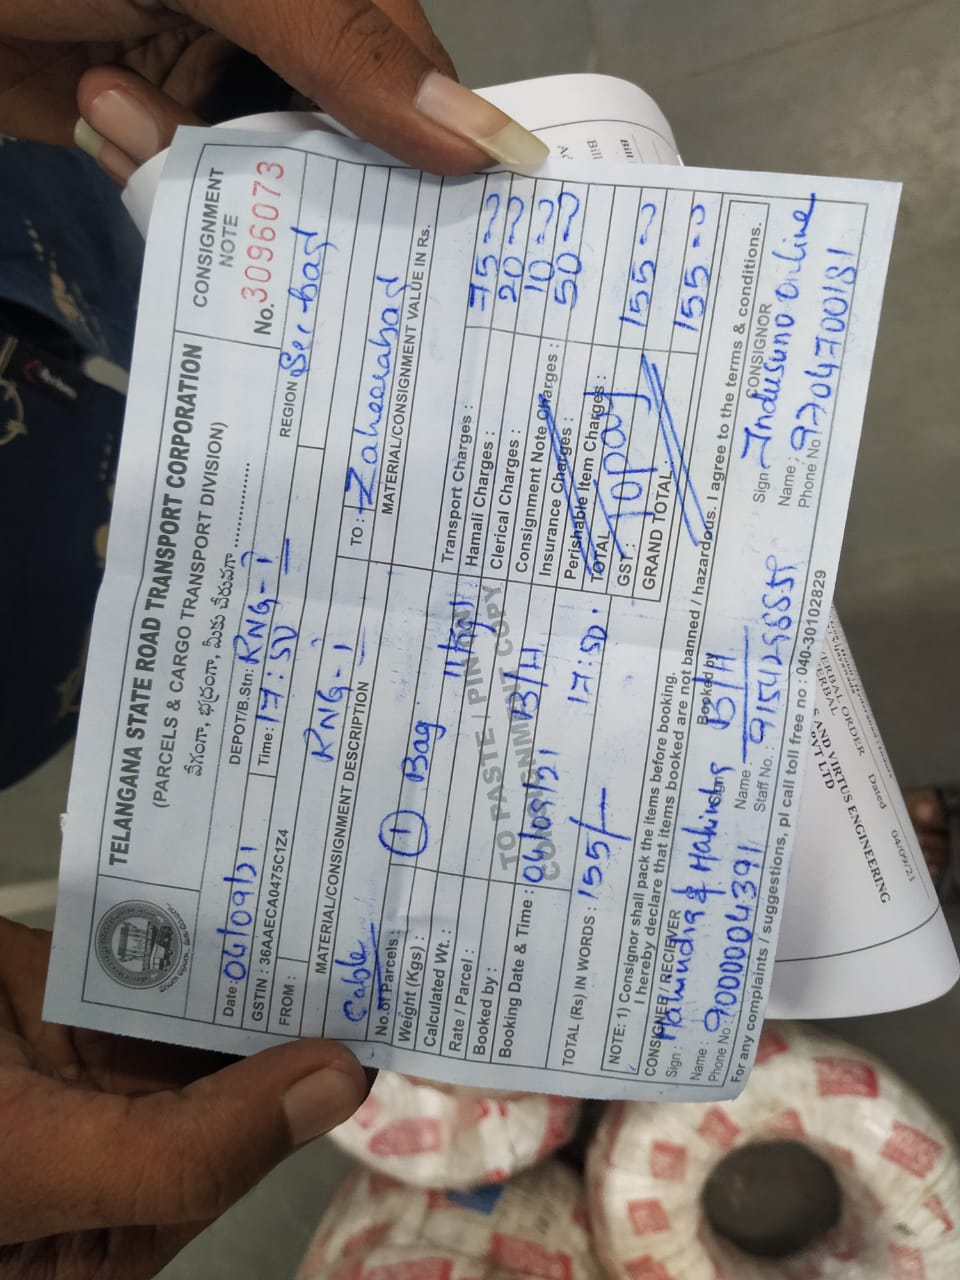 TELANGANA STATE ROAD TRANSPORT CORPORATION
(PARCELS & CARGO TRANSPORT DIVISION)
వేగంగా, భద్రంగా, మీకు చేరువగా ..................
CONSIGNMENT NOTE
No. 3096073
Date: 04/09/21
DEPOT/B.Stn: RNG-1
GSTIN : 36AAECA0475C1Z4
Time: 17:50
REGION Sec-bad
FROM : RNG-1
TO : Zaheerabad
MATERIAL/CONSIGNMENT DESCRIPTION
MATERIAL/CONSIGNMENT VALUE IN Rs.
Cable
No.of Parcels : 1 Bag
Weight (Kgs) :
Calculated Wt. :
Rate / Parcel :
Booked by : B/H
Booking Date & Time : 04/09/21 17:50.
TO PASTE / PIN ON
CONSIGNMENT COPY
Transport Charges : 75=00
Hamali Charges : 20=00
Clerical Charges : 10=00
Consignment Note Charges : 50=00
Insurance Charges :
Perishable Item Charges :
TOTAL 155=00
GST :
Topay
GRAND TOTAL : 155=00
TOTAL (Rs) IN WORDS : 155/-
NOTE: 1) Consignor shall pack the items before booking.
I hereby declare that items booked are not banned / hazardous. I agree to the terms & conditions.
CONSIGNEE / RECIEVER
Booked by
CONSIGNOR
Sign :
Sign
Sign
Name : Mahindra & Mahindra
Name B/H
Name :
Phone No : 9000004391
Staff No. :
Phone No : 9704700181
For any complaints / suggestions, pl call toll free no : 040-30102829
VERBAL ORDER
Dated
04/09/21
AND VIRTUS ENGINEERING
PVT LTD
Bill
Bill